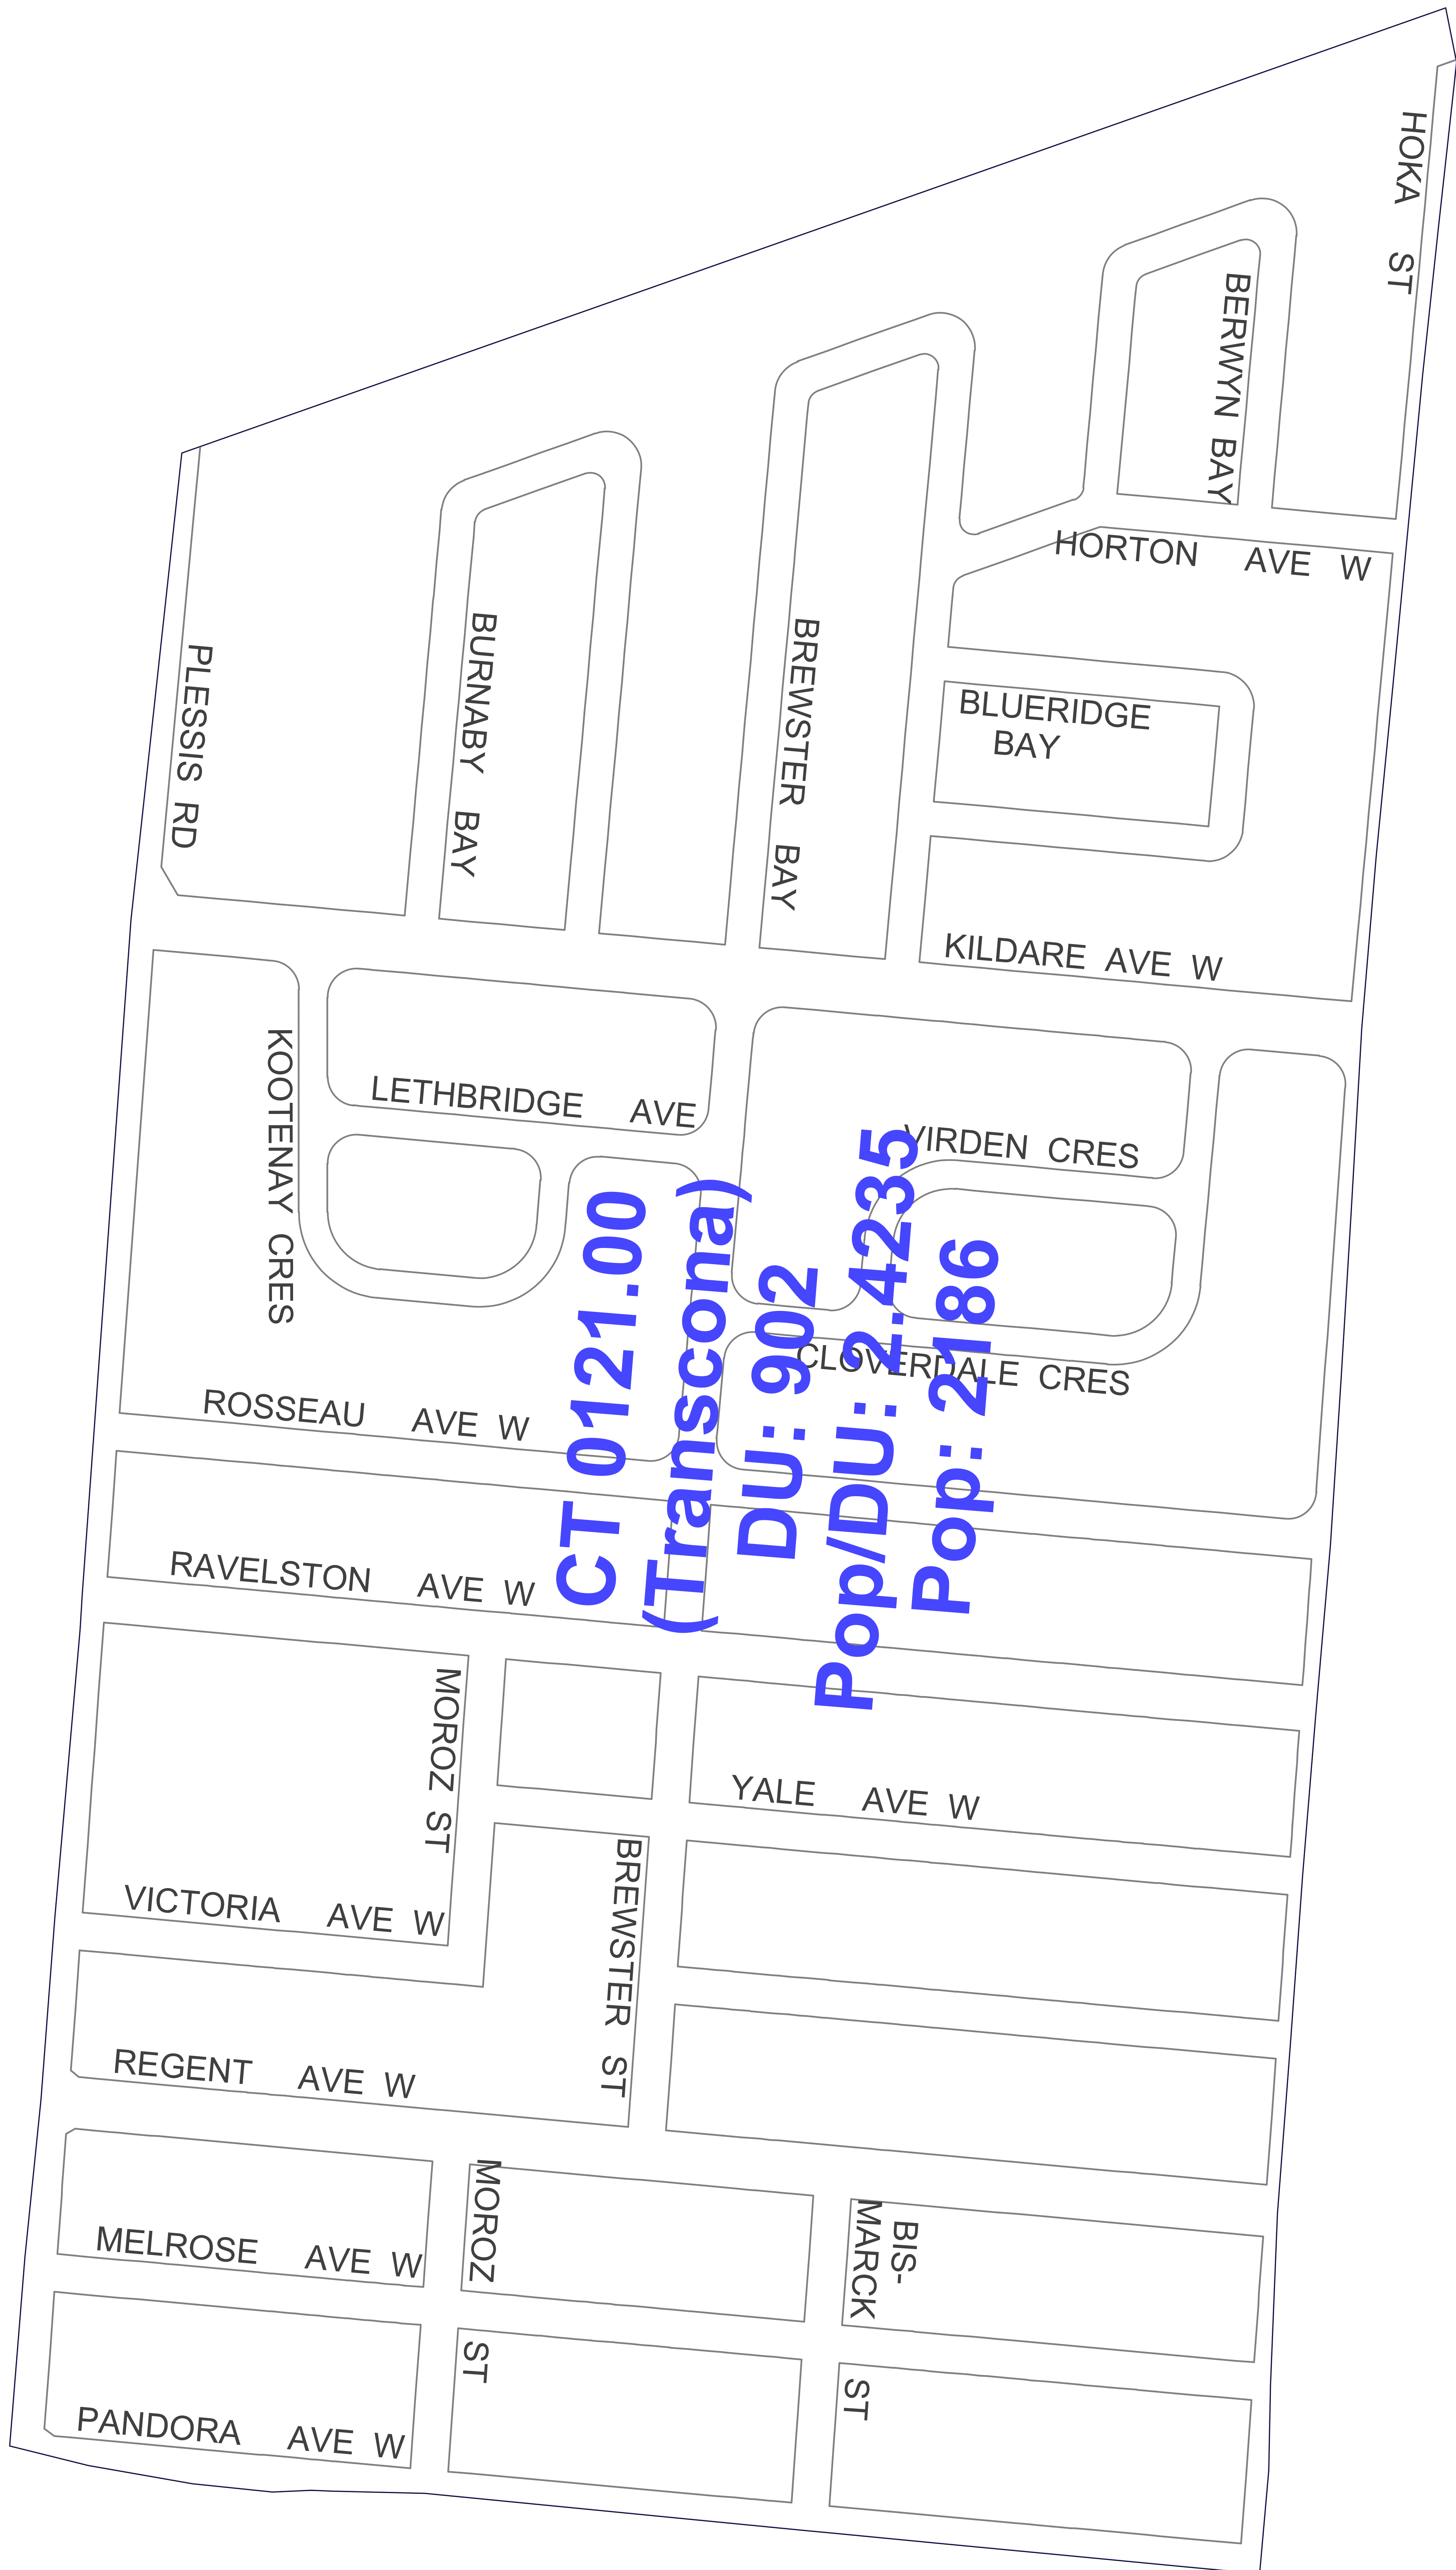 HOKA ST
BERWYN BAY
HORTON AVE W
BURNABY BAY
BREWSTER BAY
PLESSIS RD
BLUERIDGE
BAY
KILDARE AVE W
KOOTENAY CRES
LETHBRIDGE AVE
VIRDEN CRES
CLOVERDALE CRES
CT 0121.00
(Transcona)
DU: 902
Pop/DU: 2.4235
Pop: 2186
ROSSEAU AVE W
RAVELSTON AVE W
MOROZ ST
YALE AVE W
VICTORIA AVE W
BREWSTER ST
REGENT AVE W
MOROZ ST
BIS-
MARCK ST
MELROSE AVE W
PANDORA AVE W